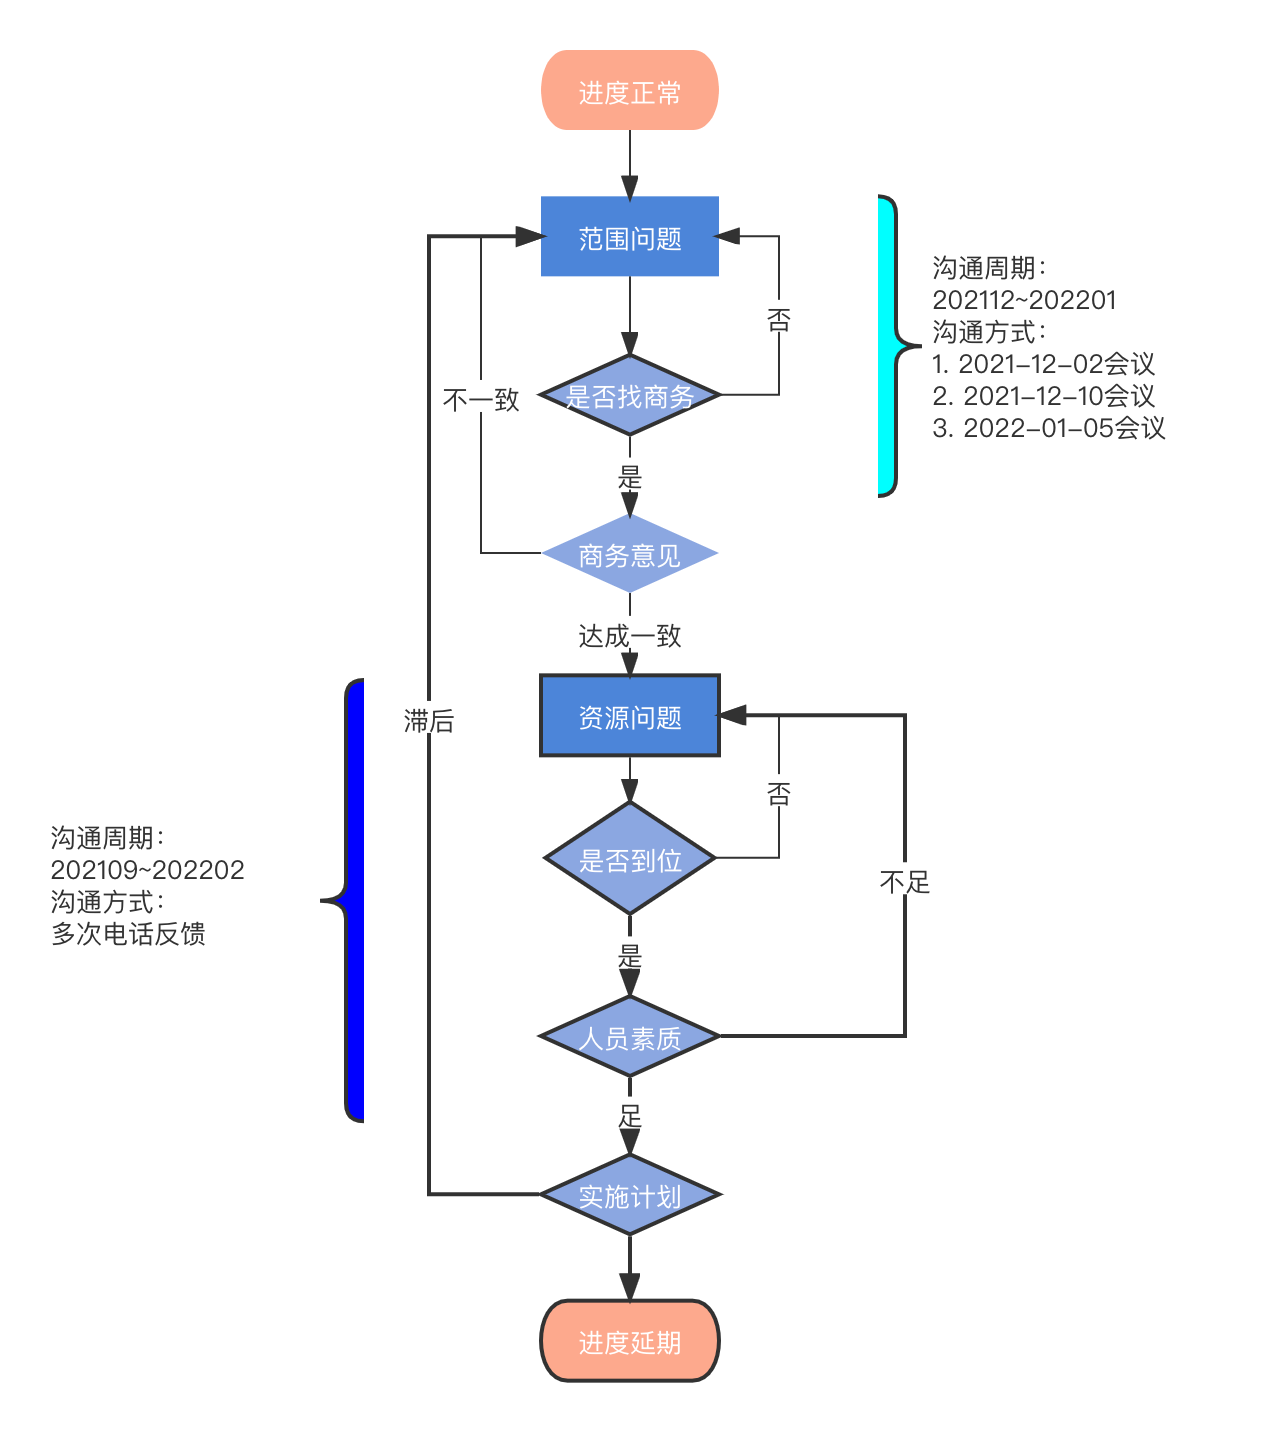 进度正常
范围问题
否
是否找商务
不一致
是
商务意见
达成一致
沟通周期：
202112~202201
沟通方式：
1. 2021-12-02会议
2. 2021-12-10会议
3. 2022-01-05会议
资源问题
滞后
否
是否到位
不足
是
人员素质
足
实施计划
进度延期
沟通周期：
202109~202202
沟通方式：
多次电话反馈